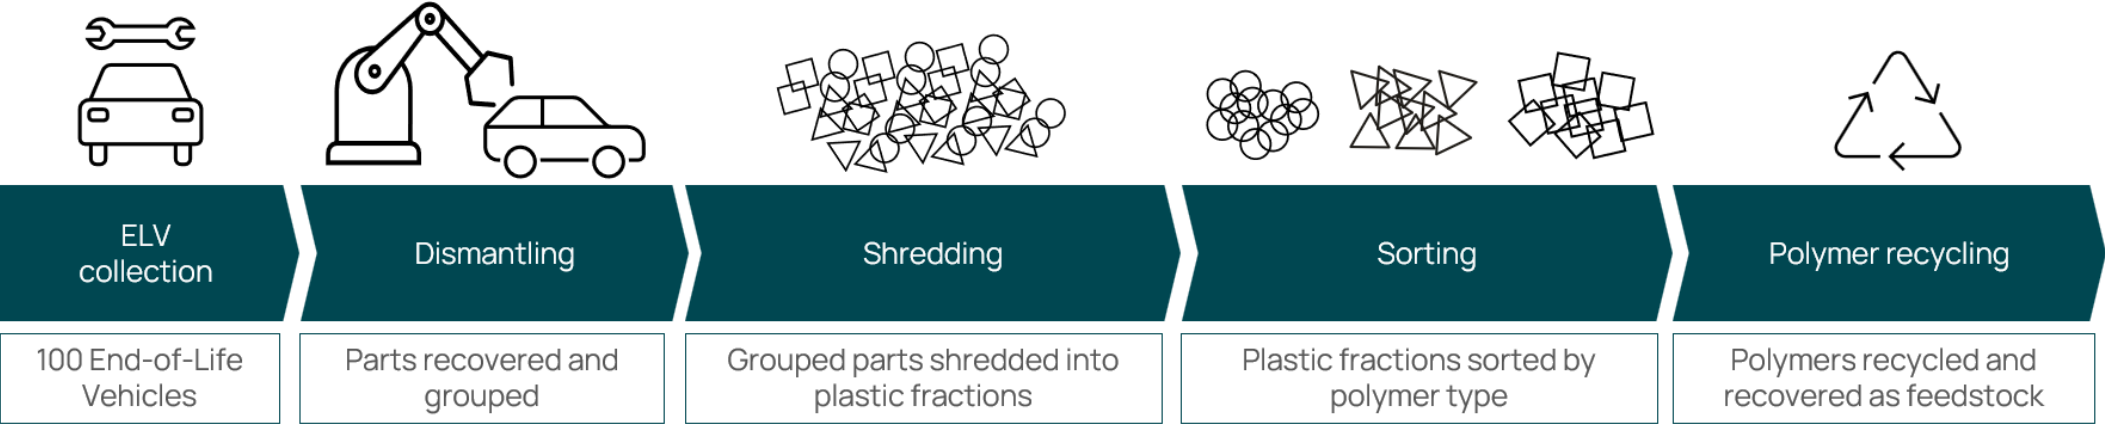 ELV
collection
Dismantling
Shredding
Sorting
Polymer recycling
100 End-of-Life
Vehicles
Parts recovered and
grouped
Grouped parts shredded into
plastic fractions
Plastic fractions sorted by
polymer type
Polymers recycled and
recovered as feedstock